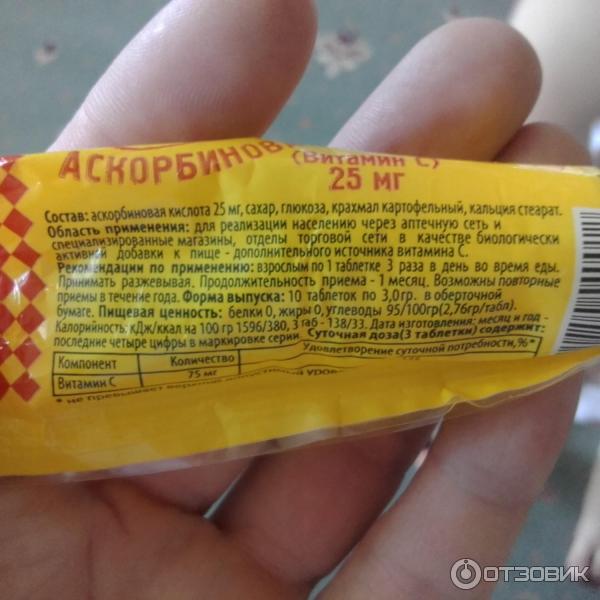 АСКОРБИНОВ
(ВИТАМИН С)
25 МГ
Состав: аскорбиновая кислота 25 мг, сахар, глюкоза, крахмал картофельный, кальция стеарат.
Область применения: для реализации населению через аптечную сеть и
специализированные магазины, отделы торговой сети в качестве биологически
активной добавки к пище - дополнительного источника витамина С.
Рекомендации по применению: взрослым по 1 таблетке 3 раза в день во время еды.
Принимать разжевывая. Продолжительность приема - 1 месяц. Возможны повторные
приемы в течение года. Форма выпуска: 10 таблеток по 3,0гр. в оберточной
бумаге. Пищевая ценность: белки 0, жиры 0, углеводы 95/100гр(2,76гр/табл).
Калорийность: кДж/ккал на 100 гр 1596/380, 3 таб - 138/33. Дата изготовления: месяц и год -
последние четыре цифры в маркировке серии Суточная доза(3 таблетки) содержит:
Компонент Количество Удовлетворение суточной потребности,%*
Витамин С 75 мг
* не превышает верхний допустимый уров
ОТЗОВИК